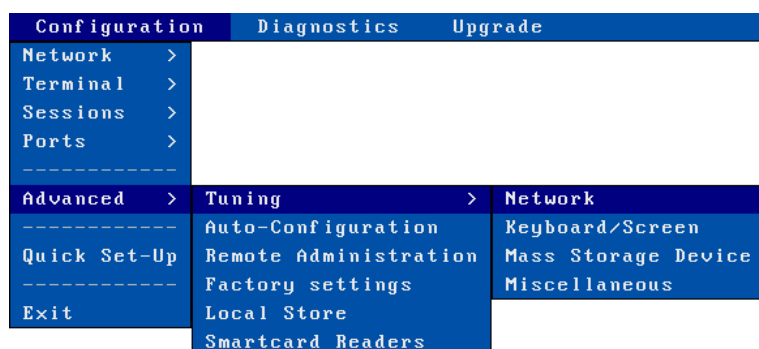 Configuration Diagnostics Upgrade
Network >
Terminal >
Sessions >
Ports >
------------
Advanced > Tuning > Network
------------ Auto-Configuration Keyboard/Screen
Quick Set-Up Remote Administration Mass Storage Device
------------ Factory settings Miscellaneous
Exit Local Store
Smartcard Readers